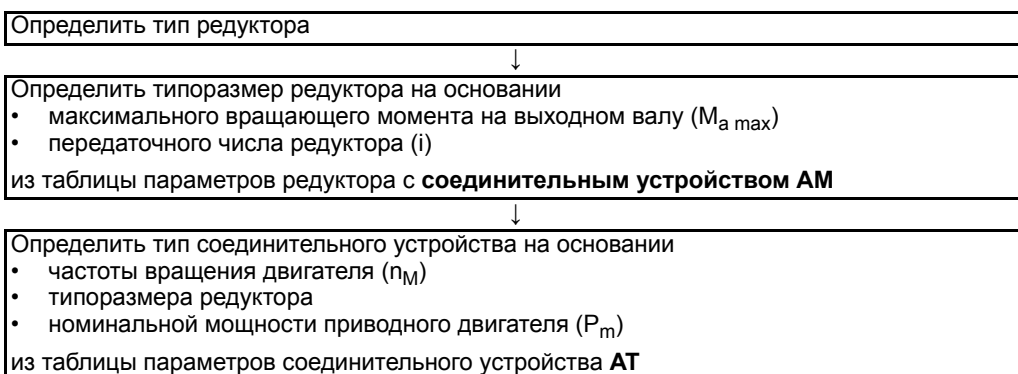 Определить тип редуктора
↓
Определить типоразмер редуктора на основании
• максимального вращающего момента на выходном валу (Ma max)
• передаточного числа редуктора (i)
из таблицы параметров редуктора с соединительным устройством AM
↓
Определить тип соединительного устройства на основании
• частоты вращения двигателя (nM)
• типоразмера редуктора
• номинальной мощности приводного двигателя (Pm)
из таблицы параметров соединительного устройства AT